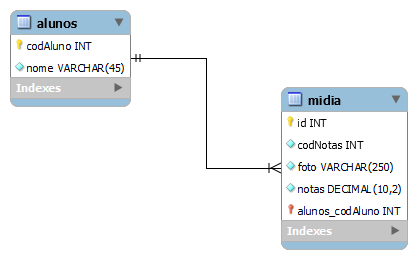 alunos
codAluno INT
nome VARCHAR(45)
Indexes
midia
id INT
codNotas INT
foto VARCHAR(250)
notas DECIMAL(10,2)
alunos_codAluno INT
Indexes